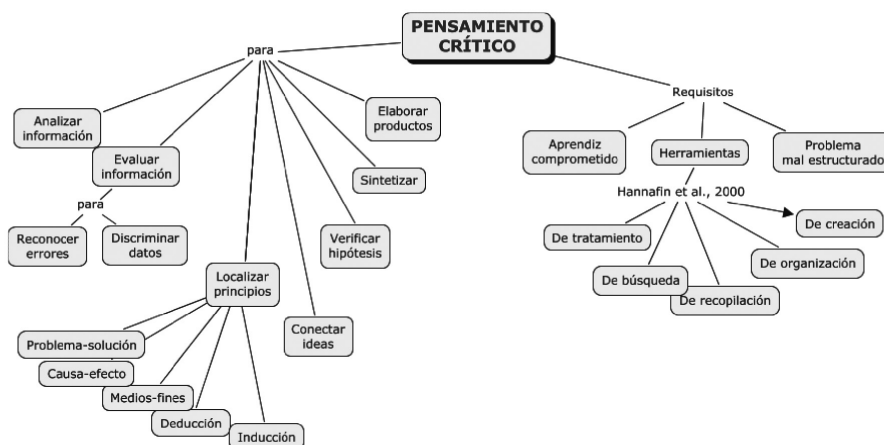 PENSAMIENTO
CRÍTICO
para
Analizar
información
Evaluar
información
para
Reconocer
errores
Discriminar
datos
Localizar
principios
Problema-solución
Causa-efecto
Medios-fines
Deducción
Inducción
Conectar
ideas
Verificar
hipótesis
Sintetizar
Elaborar
productos
Requisitos
Aprendiz
comprometido
Herramientas
Problema
mal estructurado
Hannafin et al., 2000
De tratamiento
De búsqueda
De recopilación
De organización
De creación